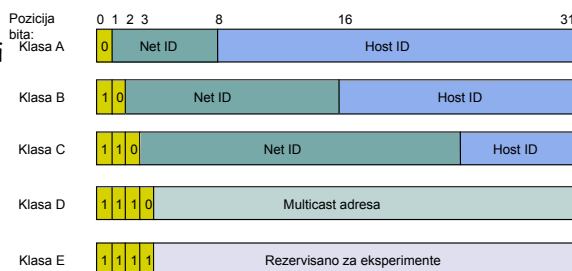 Pozicija bita: 0 1 2 3 8 16 31
i
Klasa A 0 Net ID Host ID
Klasa B 1 0 Net ID Host ID
Klasa C 1 1 0 Net ID Host ID
Klasa D 1 1 1 0 Multicast adresa
Klasa E 1 1 1 1 Rezervisano za eksperimente